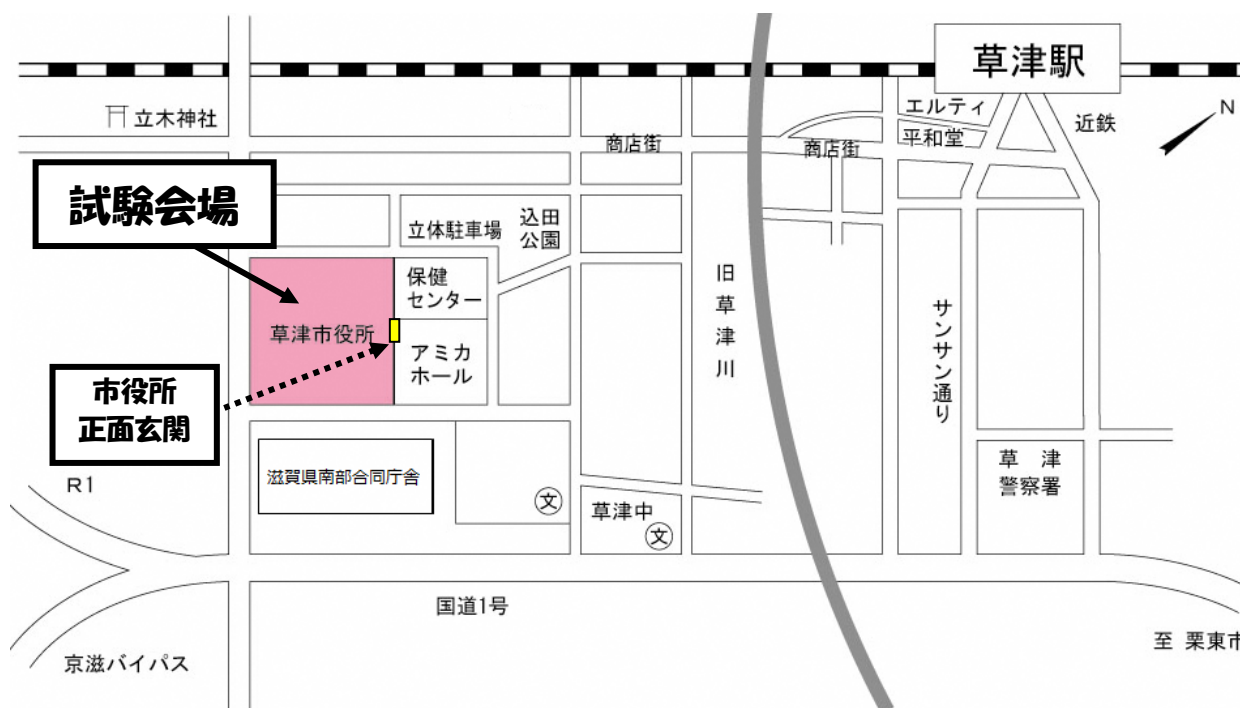 草津駅
N
エルティ
近鉄
立木神社
平和堂
商店街
商店街
試験会場
込田
公園
立体駐車場
保健
センター
旧草津川
サンサン通り
草津市役所
アミカ
ホール
市役所
正面玄関
草津
警察署
滋賀県南部合同庁舎
R1
文
草津中
文
国道1号
至 栗東市
京滋バイパス